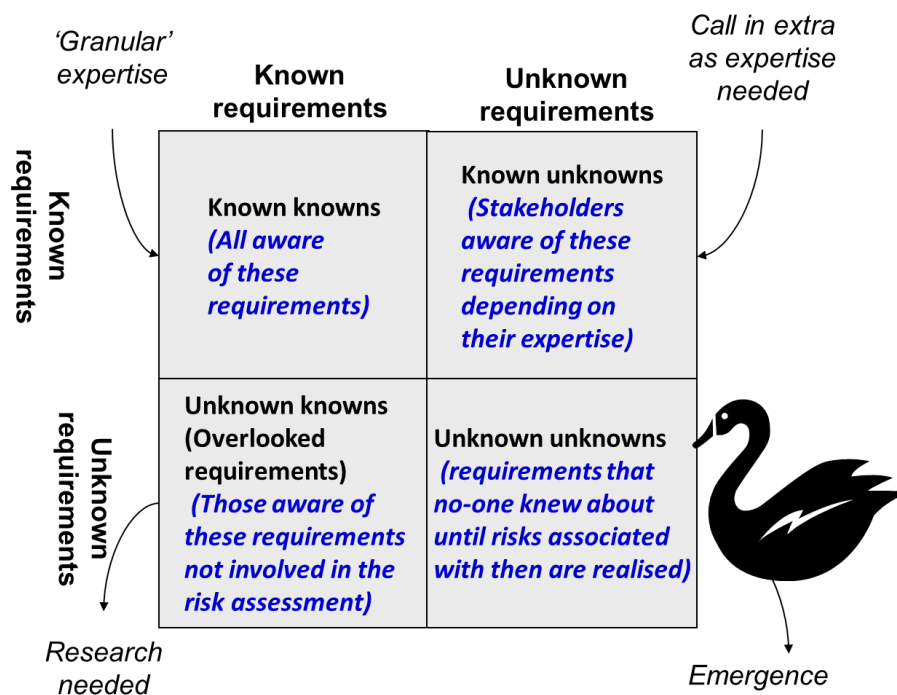 ‘Granular’
expertise
Call in extra
as expertise
needed
Known
requirements
Unknown
requirements
Known
requirements
Known knowns
(All aware
of these
requirements)
Known unknowns
(Stakeholders
aware of these
requirements
depending on
their expertise)
Unknown
requirements
Unknown knowns
(Overlooked
requirements)
(Those aware of
these requirements
not involved in the
risk assessment)
Unknown unknowns
(requirements that
no-one knew about
until risks associated
with then are realised)
Research
needed
Emergence